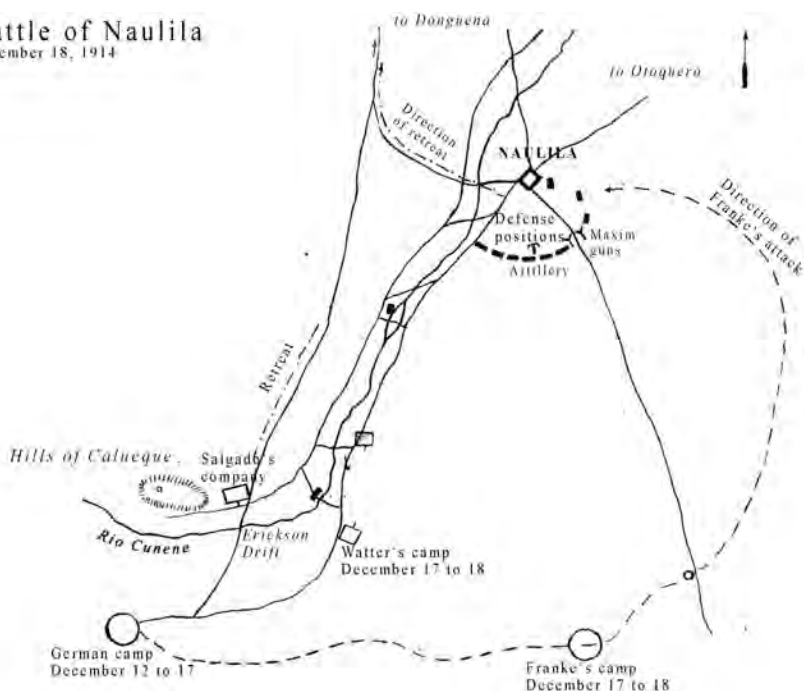 attle of Naulila
ember 18, 1914
to Donguena
to Otoquero
Direction
of retreat
NAULILA
Direction of
Franke's attack
Defense
positions
Maxim
guns
Artillery
Retreat
Hills of Calueque
Salgado's
company
Rio Cunene
Erickson
Drift
Watter's camp
December 17 to 18
German camp
December 12 to 17
Franke's camp
December 17 to 18